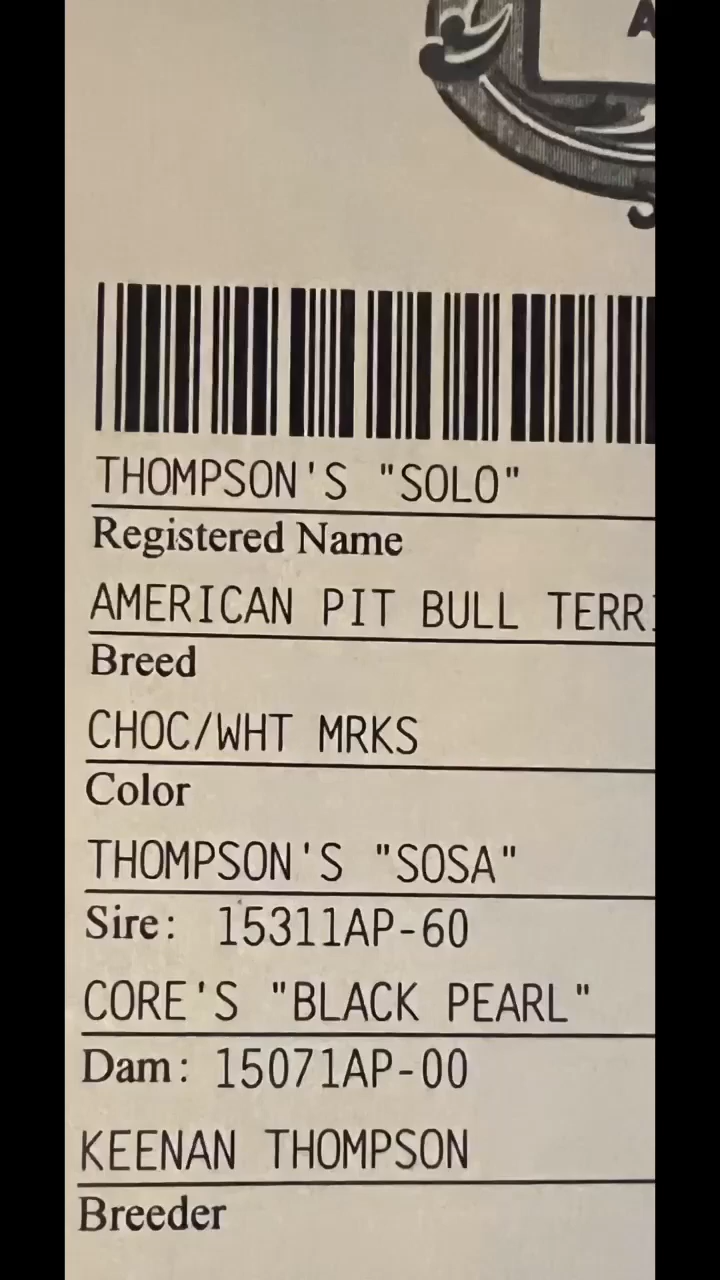 THOMPSON'S "SOLO"
Registered Name
AMERICAN PIT BULL TERR
Breed
CHOC/WHT MRKS
Color
THOMPSON'S "SOSA"
Sire: 15311AP-60
CORE'S "BLACK PEARL"
Dam: 15071AP-00
KEENAN THOMPSON
Breeder